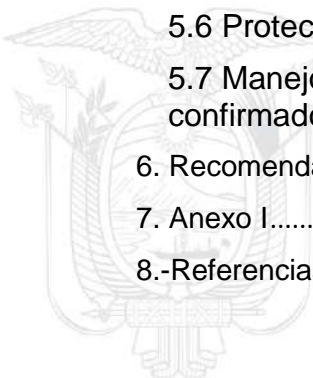 5.6 Protec
5.7 Manejo
confirmado
6. Recomenda
7. Anexo I......
8.-Referencia